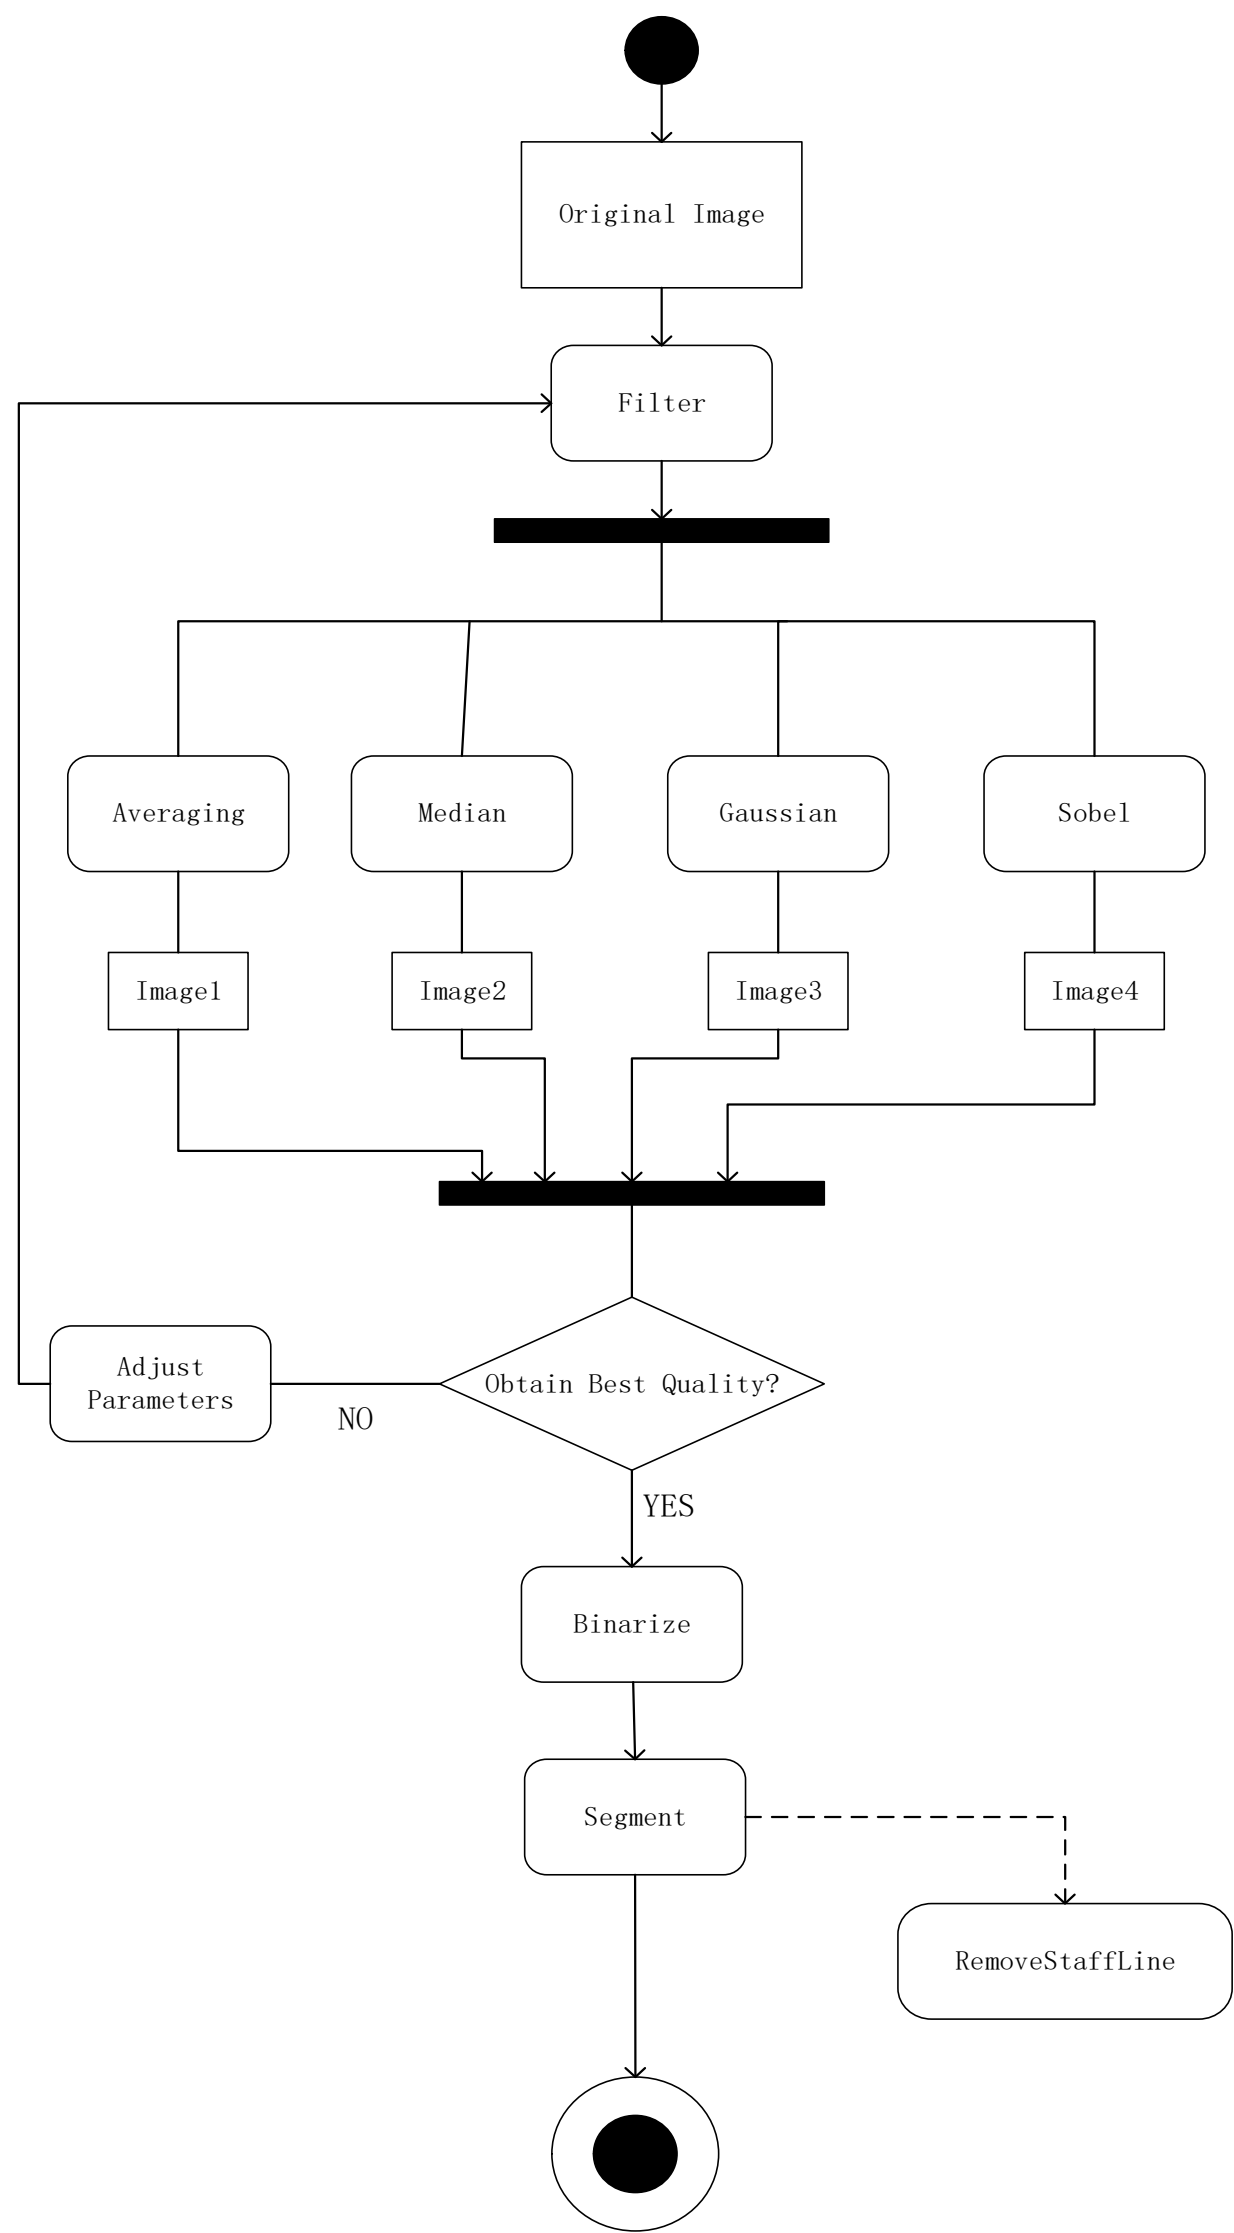 Original Image
Filter
Averaging
Median
Gaussian
Sobel
Image1
Image2
Image3
Image4
Obtain Best Quality?
Adjust
Parameters
NO
YES
Binarize
Segment
RemoveStaffLine